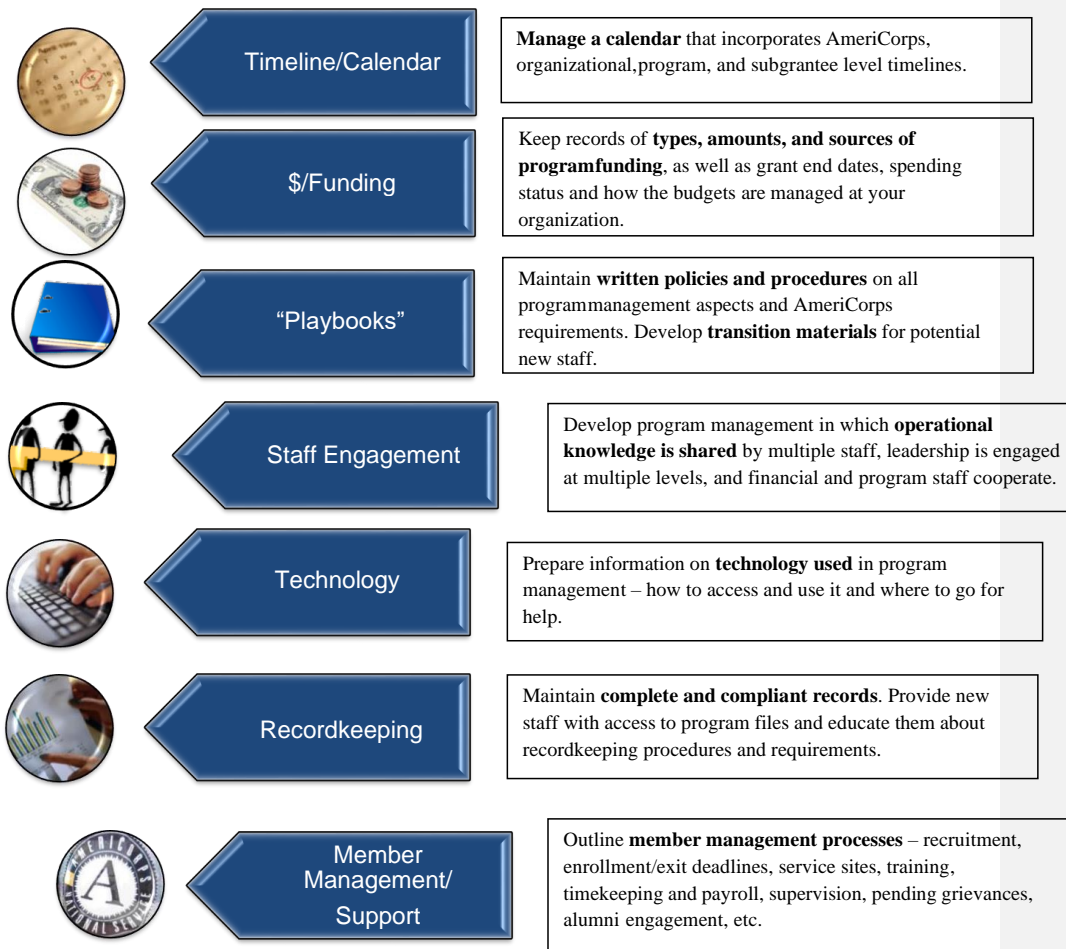 Timeline/Calendar
Manage a calendar that incorporates AmeriCorps,
organizational,program, and subgrantee level timelines.
$/Funding
Keep records of types, amounts, and sources of
programfunding, as well as grant end dates, spending
status and how the budgets are managed at your
organization.
“Playbooks”
Maintain written policies and procedures on all
programmanagement aspects and AmeriCorps
requirements. Develop transition materials for potential
new staff.
Staff Engagement
Develop program management in which operational
knowledge is shared by multiple staff, leadership is engaged
at multiple levels, and financial and program staff cooperate.
Technology
Prepare information on technology used in program
management – how to access and use it and where to go for
help.
Recordkeeping
Maintain complete and compliant records. Provide new
staff with access to program files and educate them about
recordkeeping procedures and requirements.
AMERICORPS
A
NATIONAL SERVICE
Member
Management/
Support
Outline member management processes – recruitment,
enrollment/exit deadlines, service sites, training,
timekeeping and payroll, supervision, pending grievances,
alumni engagement, etc.